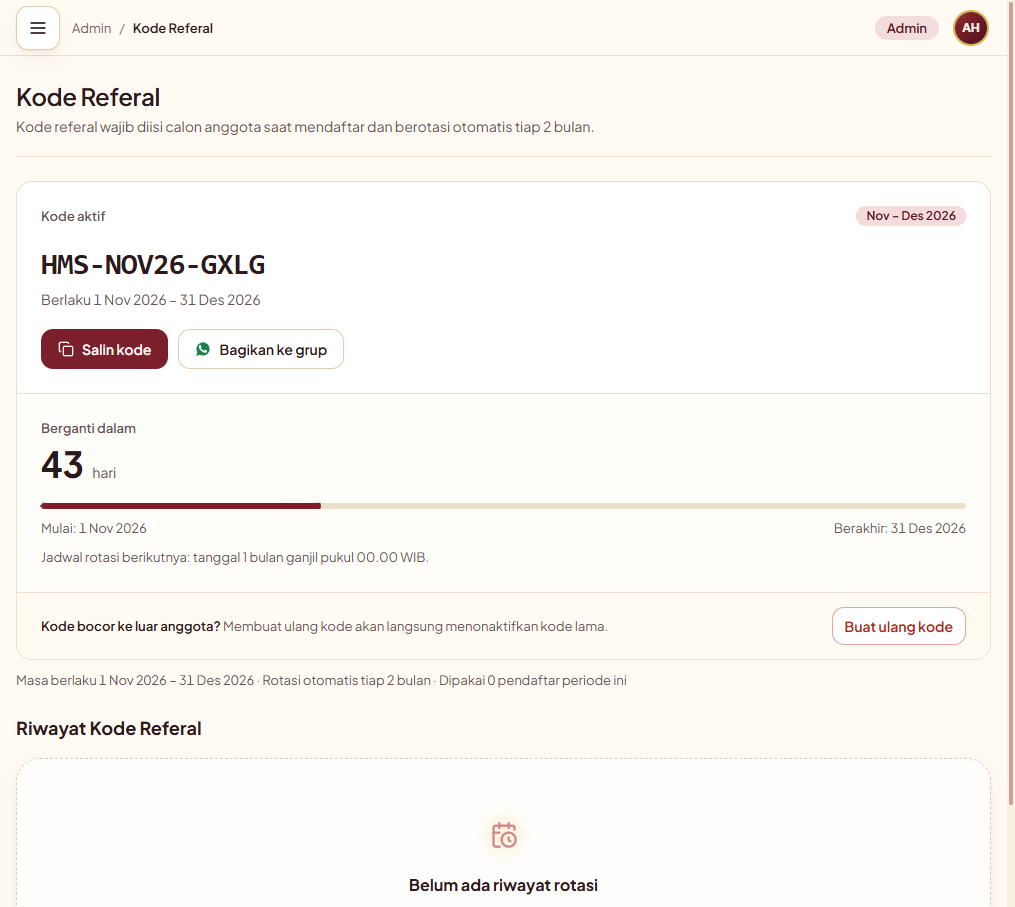 Admin / Kode Referal
Admin
AH
Kode Referal
Kode referal wajib diisi calon anggota saat mendaftar dan berotasi otomatis tiap 2 bulan.
Kode aktif
Nov – Des 2026
HMS-NOV26-GXLG
Berlaku 1 Nov 2026 – 31 Des 2026
Salin kode
Bagikan ke grup
Berganti dalam
43 hari
Mulai: 1 Nov 2026
Berakhir: 31 Des 2026
Jadwal rotasi berikutnya: tanggal 1 bulan ganjil pukul 00.00 WIB.
Kode bocor ke luar anggota? Membuat ulang kode akan langsung menonaktifkan kode lama.
Buat ulang kode
Masa berlaku 1 Nov 2026 – 31 Des 2026 · Rotasi otomatis tiap 2 bulan · Dipakai 0 pendaftar periode ini
Riwayat Kode Referal
Belum ada riwayat rotasi